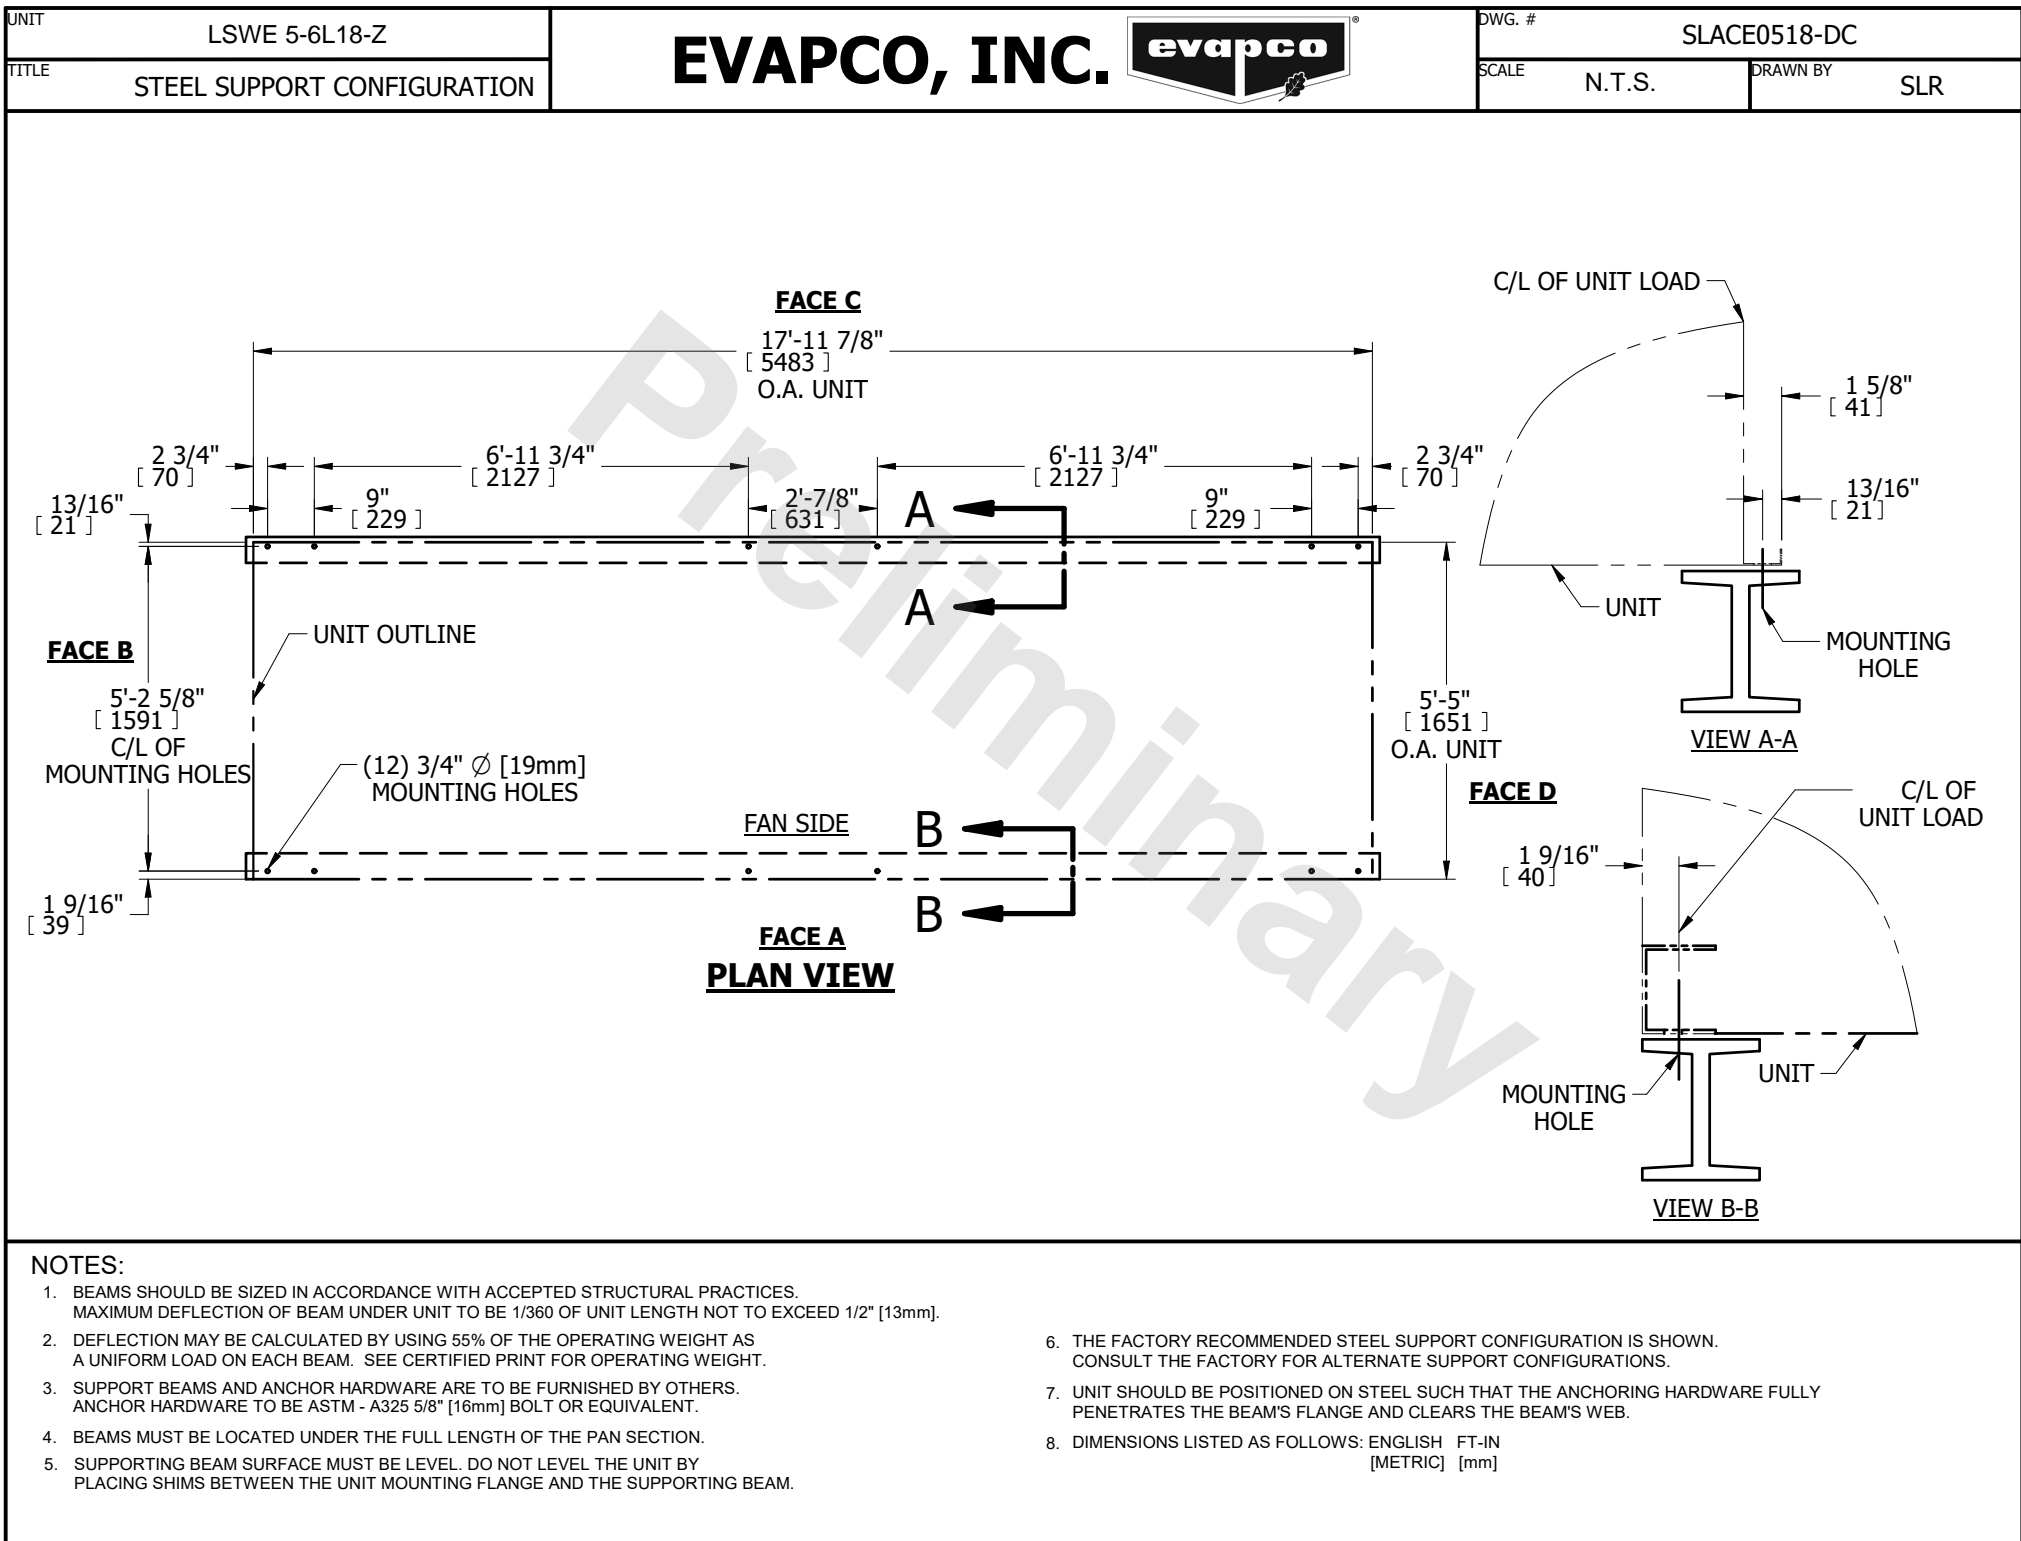 UNIT
LSWE 5-6L18-Z
TITLE
STEEL SUPPORT CONFIGURATION
EVAPCO, INC.
evapco
®
DWG. #
SLACE0518-DC
SCALE
N.T.S.
DRAWN BY
SLR
FACE C
17'-11 7/8"
[ 5483 ]
O.A. UNIT
2 3/4"
[ 70 ]
6'-11 3/4"
[ 2127 ]
6'-11 3/4"
[ 2127 ]
2 3/4"
[ 70 ]
13/16"
[ 21 ]
9"
[ 229 ]
2'-7/8"
[ 631 ]
A
9"
[ 229 ]
A
UNIT OUTLINE
FACE B
5'-2 5/8"
[ 1591 ]
C/L OF
MOUNTING HOLES
(12) 3/4" ∅ [19mm]
MOUNTING HOLES
5'-5"
[ 1651 ]
O.A. UNIT
FACE D
FAN SIDE
B
B
1 9/16"
[ 39 ]
FACE A
PLAN VIEW
C/L OF UNIT LOAD
1 5/8"
[ 41 ]
13/16"
[ 21 ]
UNIT
MOUNTING
HOLE
VIEW A-A
C/L OF
UNIT LOAD
1 9/16"
[ 40 ]
UNIT
MOUNTING
HOLE
VIEW B-B
Preliminary
NOTES:
1. BEAMS SHOULD BE SIZED IN ACCORDANCE WITH ACCEPTED STRUCTURAL PRACTICES.
MAXIMUM DEFLECTION OF BEAM UNDER UNIT TO BE 1/360 OF UNIT LENGTH NOT TO EXCEED 1/2" [13mm].
2. DEFLECTION MAY BE CALCULATED BY USING 55% OF THE OPERATING WEIGHT AS
A UNIFORM LOAD ON EACH BEAM. SEE CERTIFIED PRINT FOR OPERATING WEIGHT.
3. SUPPORT BEAMS AND ANCHOR HARDWARE ARE TO BE FURNISHED BY OTHERS.
ANCHOR HARDWARE TO BE ASTM - A325 5/8" [16mm] BOLT OR EQUIVALENT.
4. BEAMS MUST BE LOCATED UNDER THE FULL LENGTH OF THE PAN SECTION.
5. SUPPORTING BEAM SURFACE MUST BE LEVEL. DO NOT LEVEL THE UNIT BY
PLACING SHIMS BETWEEN THE UNIT MOUNTING FLANGE AND THE SUPPORTING BEAM.
6. THE FACTORY RECOMMENDED STEEL SUPPORT CONFIGURATION IS SHOWN.
CONSULT THE FACTORY FOR ALTERNATE SUPPORT CONFIGURATIONS.
7. UNIT SHOULD BE POSITIONED ON STEEL SUCH THAT THE ANCHORING HARDWARE FULLY
PENETRATES THE BEAM'S FLANGE AND CLEARS THE BEAM'S WEB.
8. DIMENSIONS LISTED AS FOLLOWS: ENGLISH FT-IN
[METRIC] [mm]